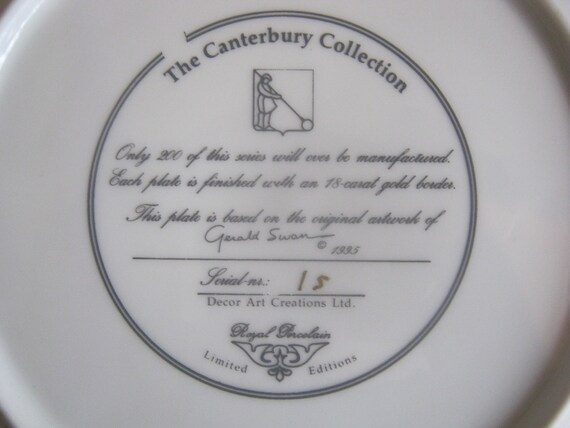 The Canterbury Collection
Only 200 of this series will ever be manufactured.
Each plate is finished with an 18-carat gold border.
This plate is based on the original artwork of
Gerald Swan
© 1995
Serial-nr.: 15
Decor Art Creations Ltd.
Royal Porcelain
Limited Editions